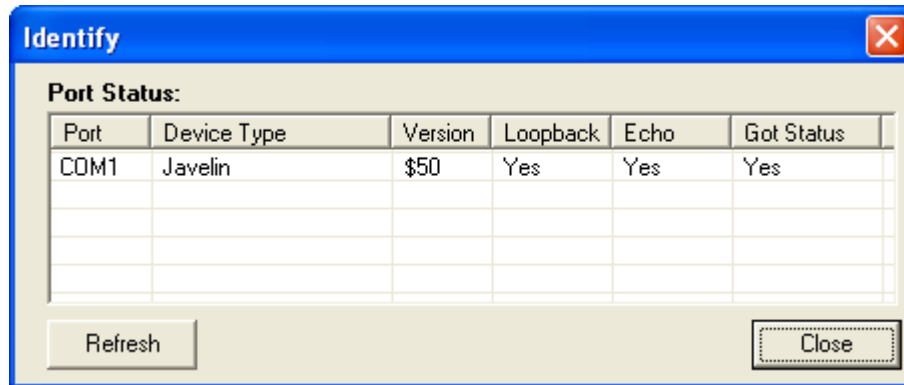 Identify
Port Status:
Port Device Type Version Loopback Echo Got Status
COM1 Javelin $50 Yes Yes Yes
Refresh Close